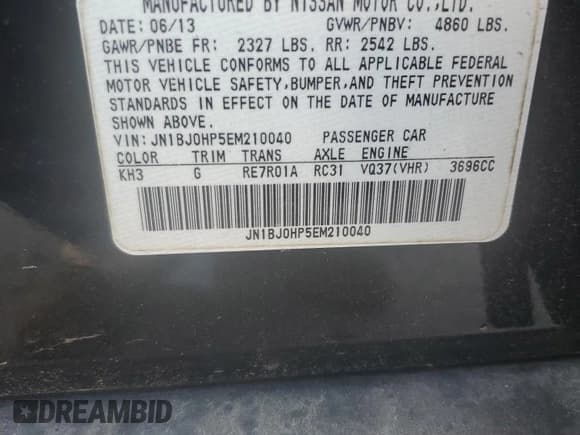 MANUFACTURED BY NISSAN MOTOR CO.,LTD.
DATE: 06/13 GVWR/PNBV: 4860 LBS.
GAWR/PNBE FR: 2327 LBS. RR: 2542 LBS.
THIS VEHICLE CONFORMS TO ALL APPLICABLE FEDERAL
MOTOR VEHICLE SAFETY,BUMPER,AND THEFT PREVENTION
STANDARDS IN EFFECT ON THE DATE OF MANUFACTURE
SHOWN ABOVE.
VIN:JN1BJ0HP5EM210040 PASSENGER CAR
COLOR TRIM TRANS AXLE ENGINE
KH3 G RE7R01A RC31 VQ37(VHR) 3696CC
JN1BJ0HP5EM210040
DREAMBID